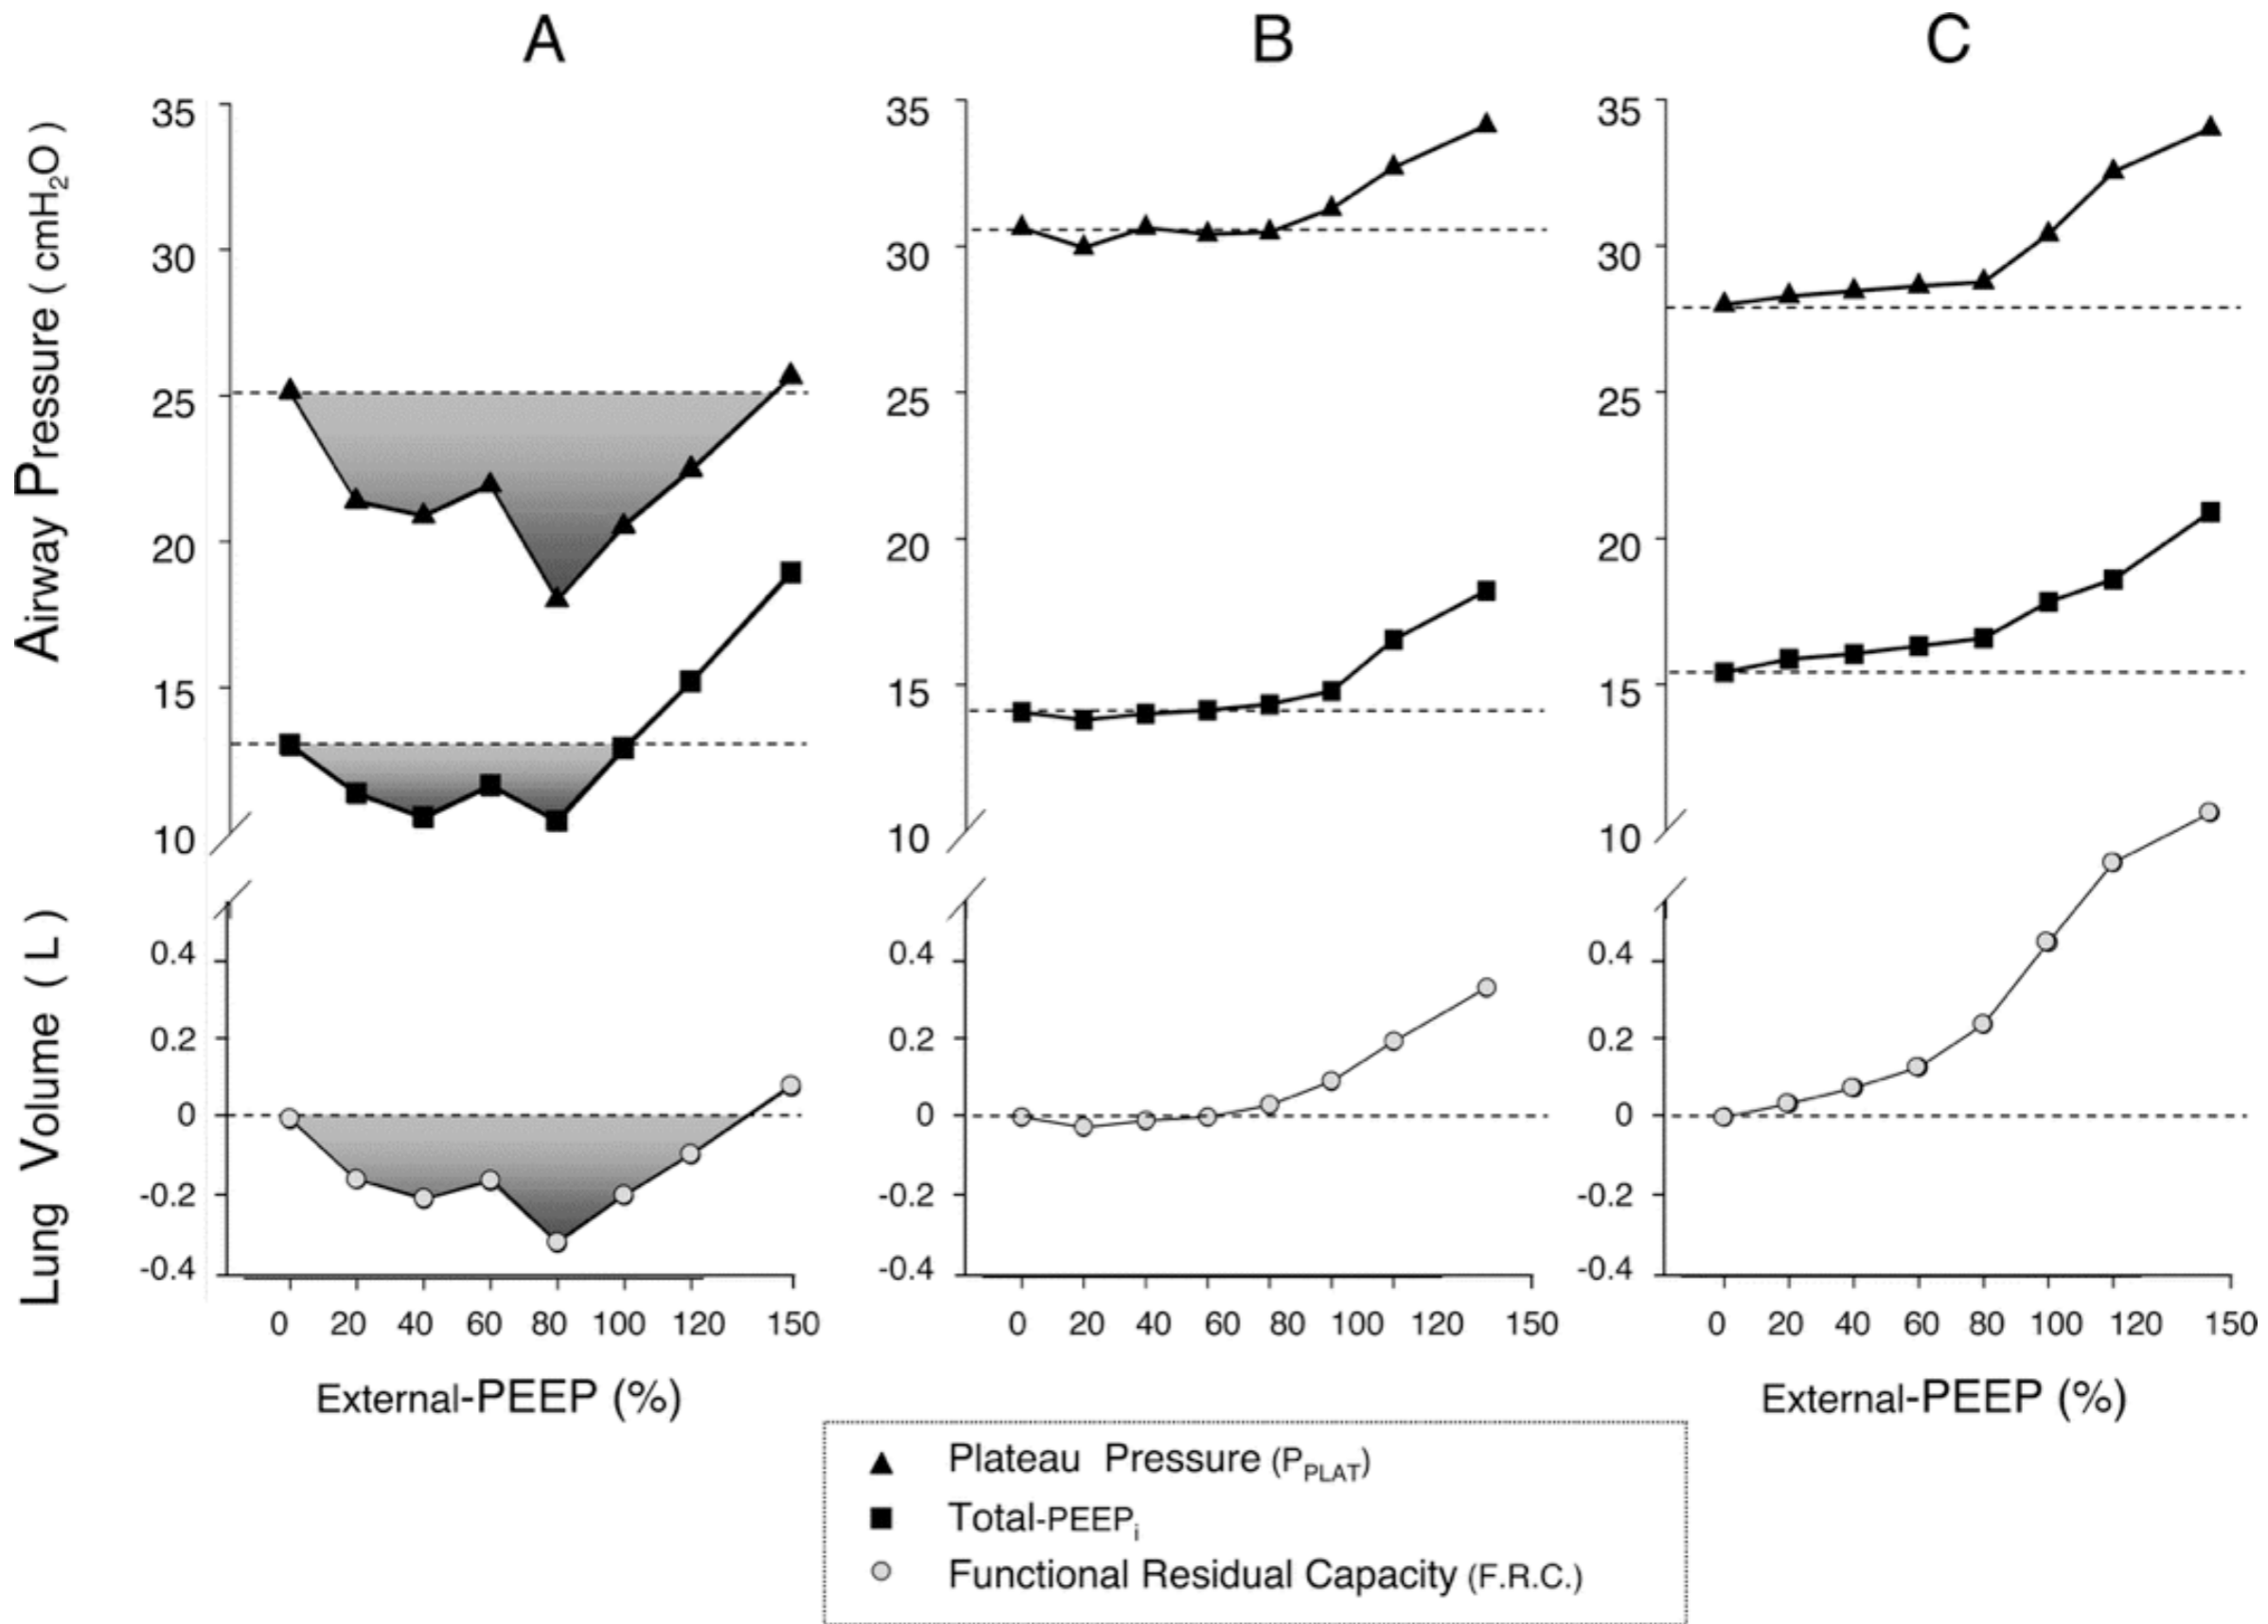 A
B
C
Airway Pressure ( cmH₂O )
35
30
25
20
15
10
35
30
25
20
15
10
35
30
25
20
15
10
Lung Volume ( L )
0.4
0.2
0
-0.2
-0.4
0.4
0.2
0
-0.2
-0.4
0.4
0.2
0
-0.2
-0.4
0 20 40 60 80 100 120 150
0 20 40 60 80 100 120 150
0 20 40 60 80 100 120 150
External-PEEP (%)
External-PEEP (%)
Plateau Pressure (P_PLAT)
Total-PEEPᵢ
Functional Residual Capacity (F.R.C.)